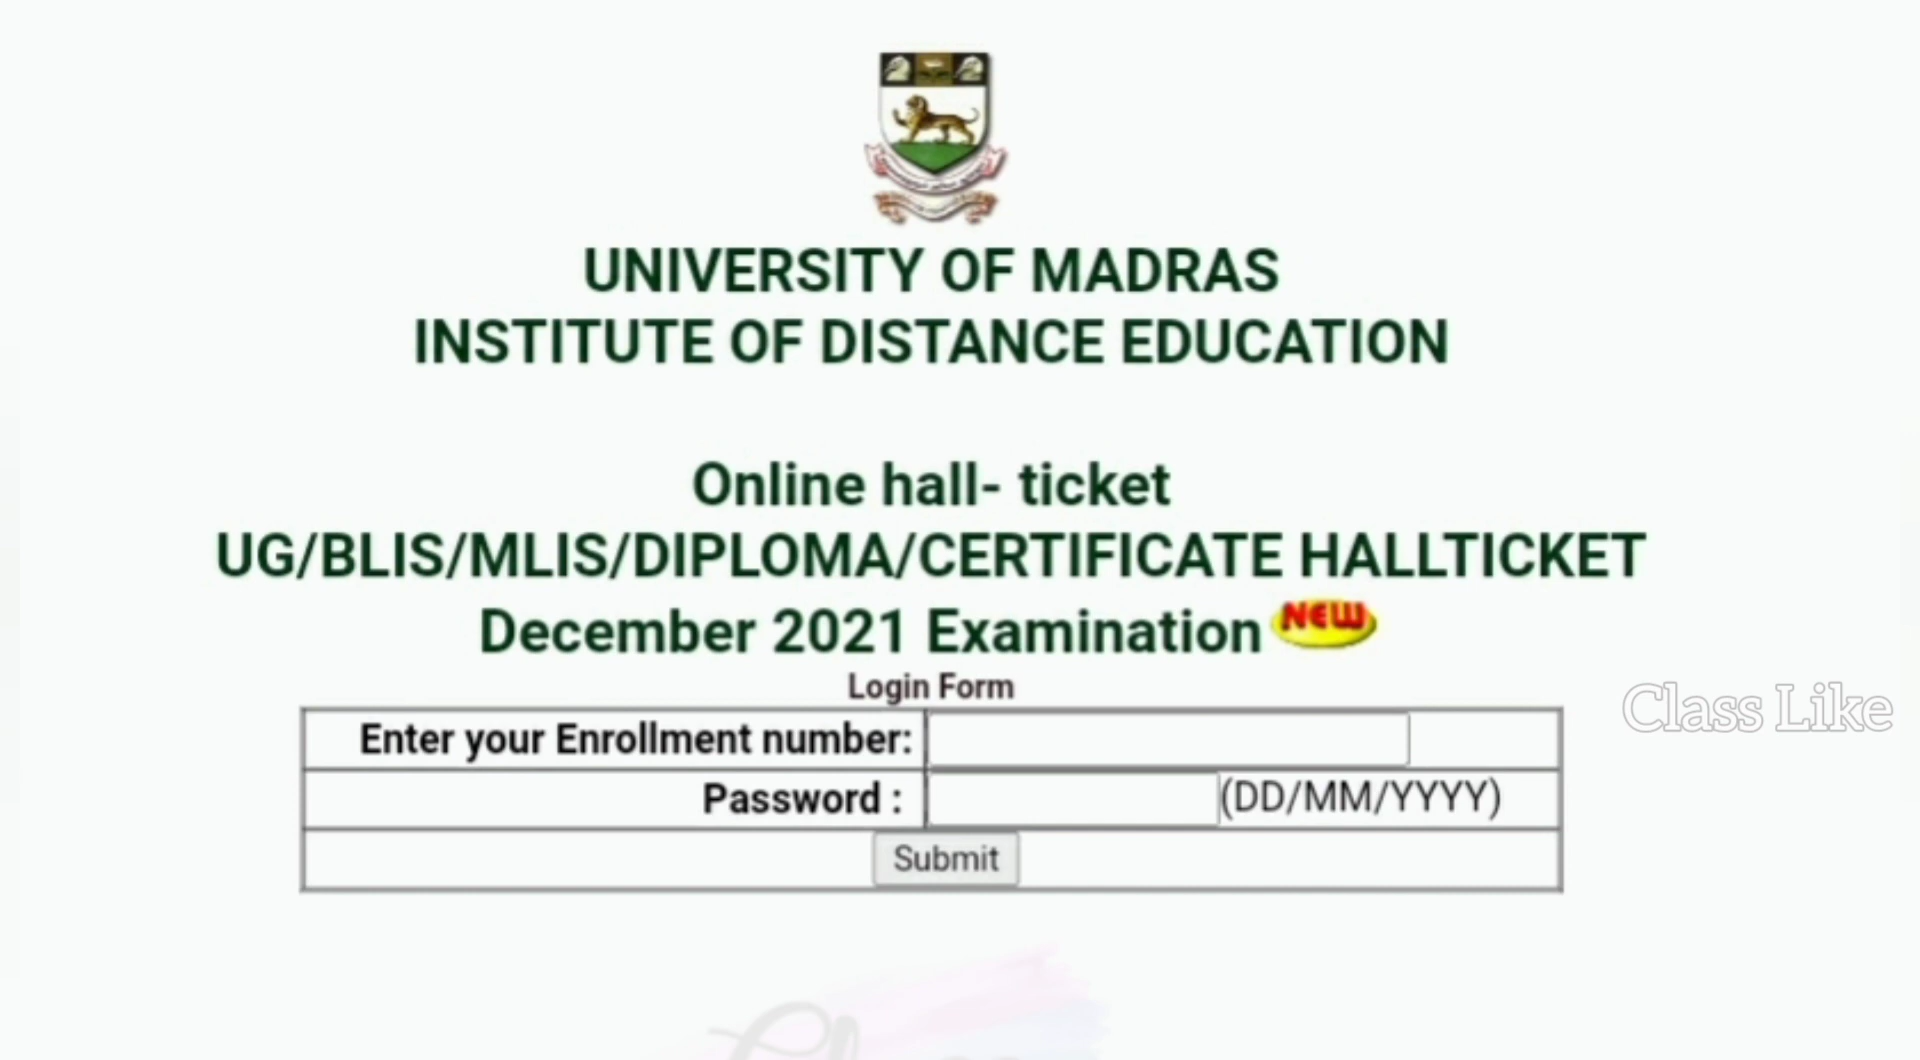 UNIVERSITY OF MADRAS
INSTITUTE OF DISTANCE EDUCATION
Online hall- ticket
UG/BLIS/MLIS/DIPLOMA/CERTIFICATE HALLTICKET
December 2021 Examination NEW
Login Form
Enter your Enrollment number:
Password : (DD/MM/YYYY)
Submit
Class Like